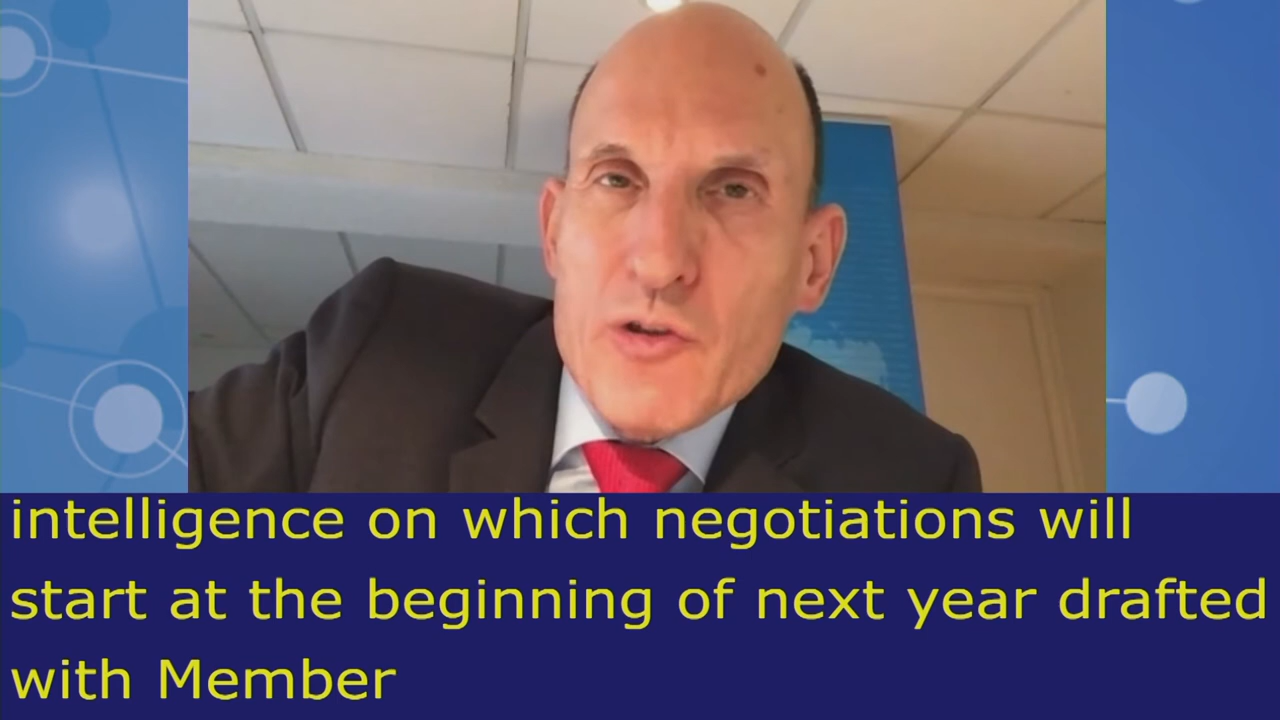 intelligence on which negotiations will
start at the beginning of next year drafted
with Member